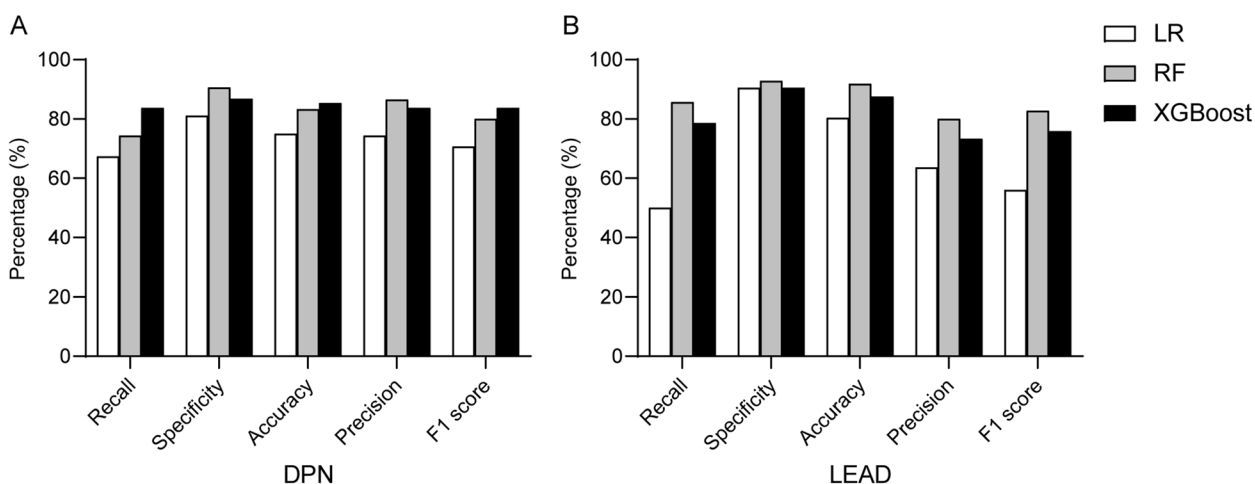 A
Percentage (%)
100
80
60
40
20
0
Recall
Specificity
Accuracy
Precision
F1 score
DPN
B
Percentage (%)
100
80
60
40
20
0
Recall
Specificity
Accuracy
Precision
F1 score
LEAD
LR
RF
XGBoost